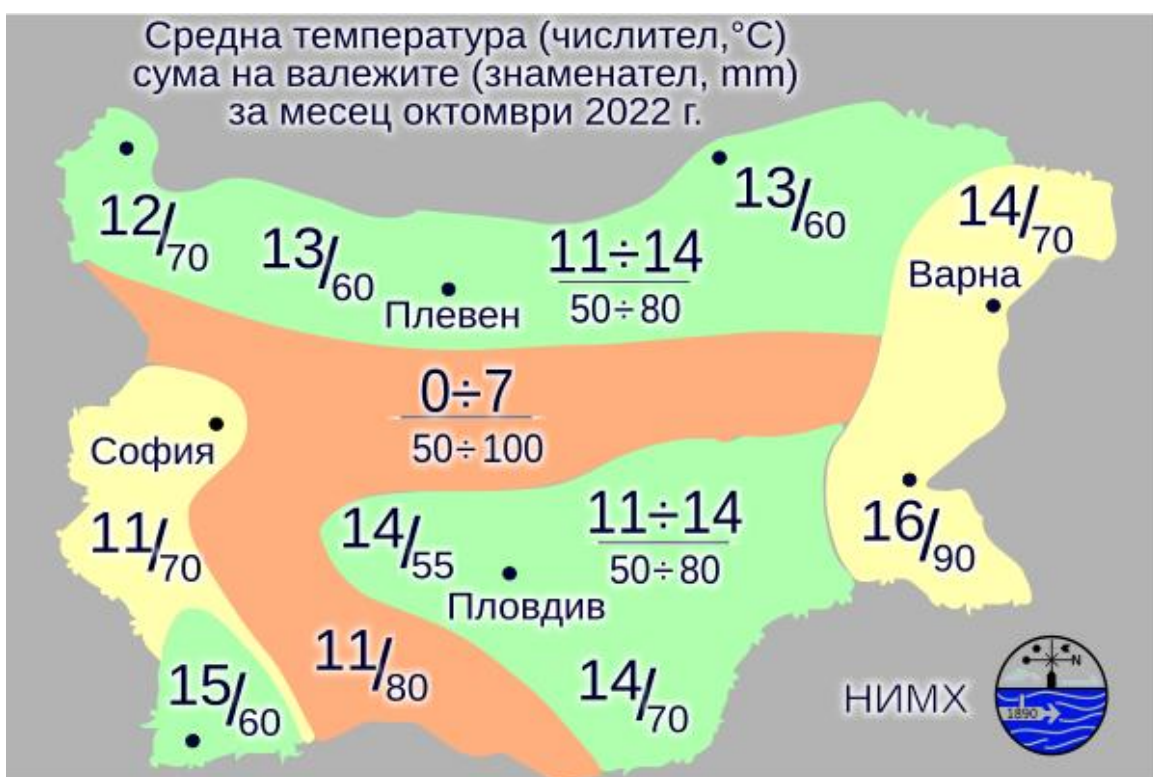 Средна температура (числител,°C)
сума на валежите (знаменател, mm)
за месец октомври 2022 г.
12/70
13/60
Плевен
11÷14
50÷80
13/60
14/70
Варна
0÷7
50÷100
София
11/70
14/55
Пловдив
11÷14
50÷80
16/90
15/60
11/80
14/70
НИМХ
N
1890